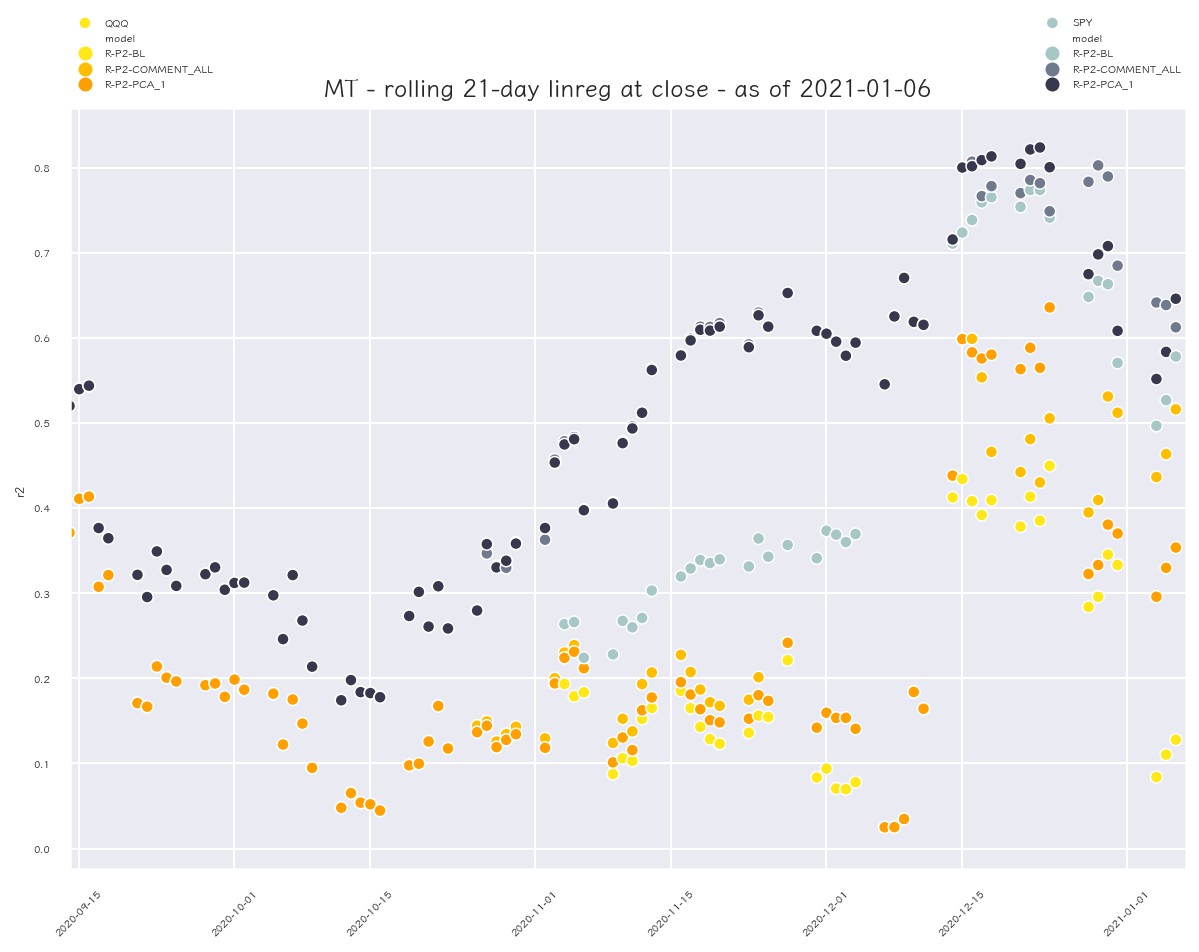 QQQ
model
R-P2-BL
R-P2-COMMENT_ALL
R-P2-PCA_1
SPY
model
R-P2-BL
R-P2-COMMENT_ALL
R-P2-PCA_1
MT - rolling 21-day linreg at close - as of 2021-01-06
r2
0.8
0.7
0.6
0.5
0.4
0.3
0.2
0.1
0.0
2020-09-15
2020-10-01
2020-10-15
2020-11-01
2020-11-15
2020-12-01
2020-12-15
2021-01-01